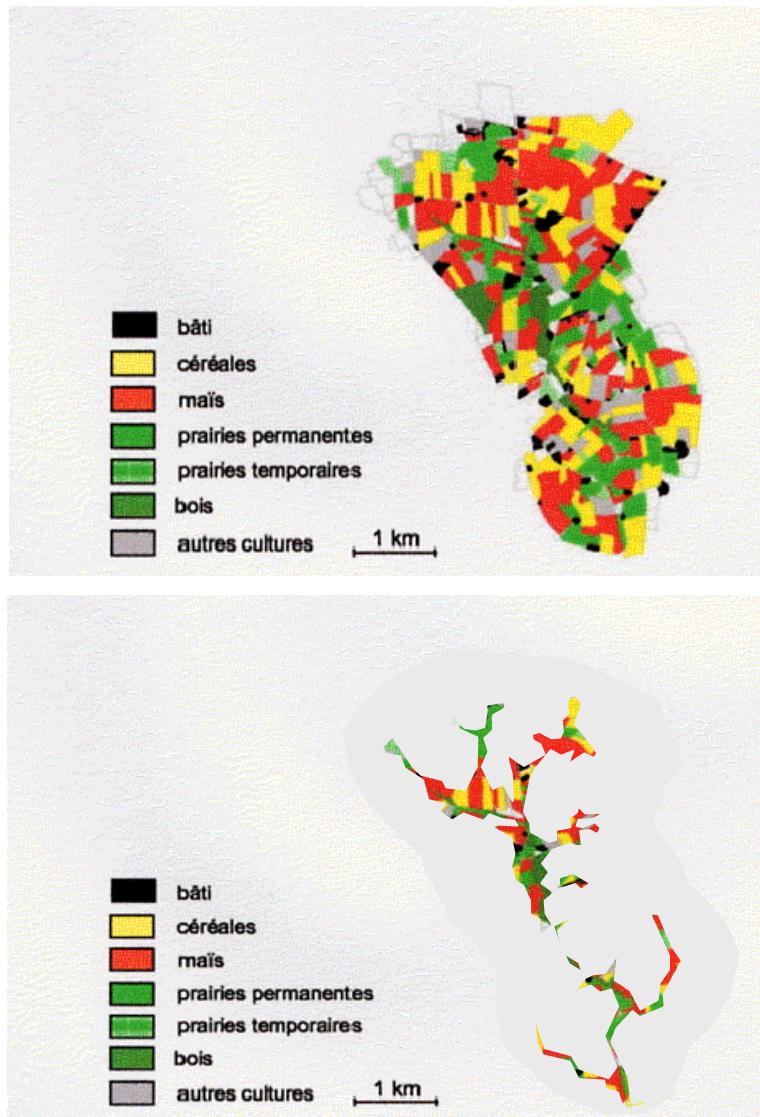 bâti
céréales
maïs
prairies permanentes
prairies temporaires
bois
autres cultures
1 km
bâti
céréales
maïs
prairies permanentes
prairies temporaires
bois
autres cultures
1 km